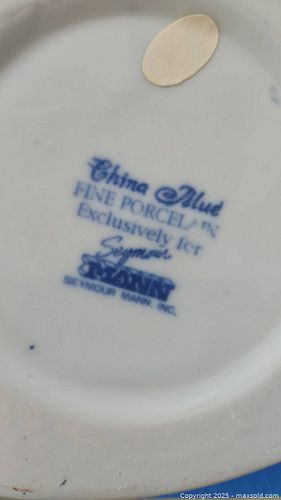 China Blue
FINE PORCELAIN
Exclusively for
Seymour
MANN
SEYMOUR MANN, INC.
Copyright 2025 - maxsold.com